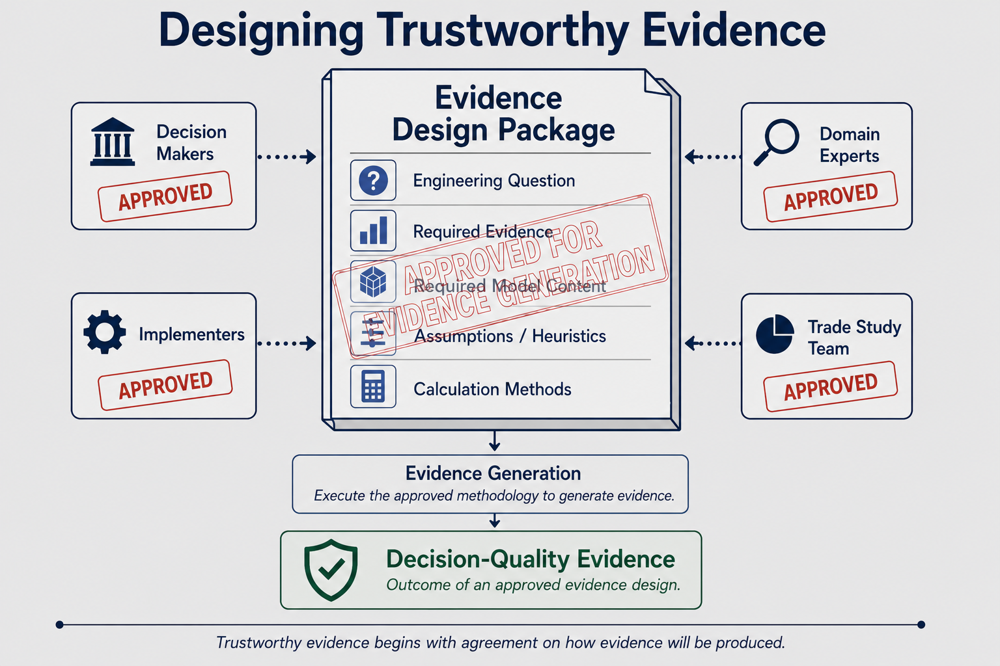 Designing Trustworthy Evidence
Decision
Makers
APPROVED
Implementers
APPROVED
Evidence
Design Package
?
Engineering Question
Required Evidence
Required Model Content
Assumptions / Heuristics
Calculation Methods
APPROVED FOR
EVIDENCE GENERATION
Domain
Experts
APPROVED
Trade Study
Team
APPROVED
Evidence Generation
Execute the approved methodology to generate evidence.
Decision-Quality Evidence
Outcome of an approved evidence design.
Trustworthy evidence begins with agreement on how evidence will be produced.